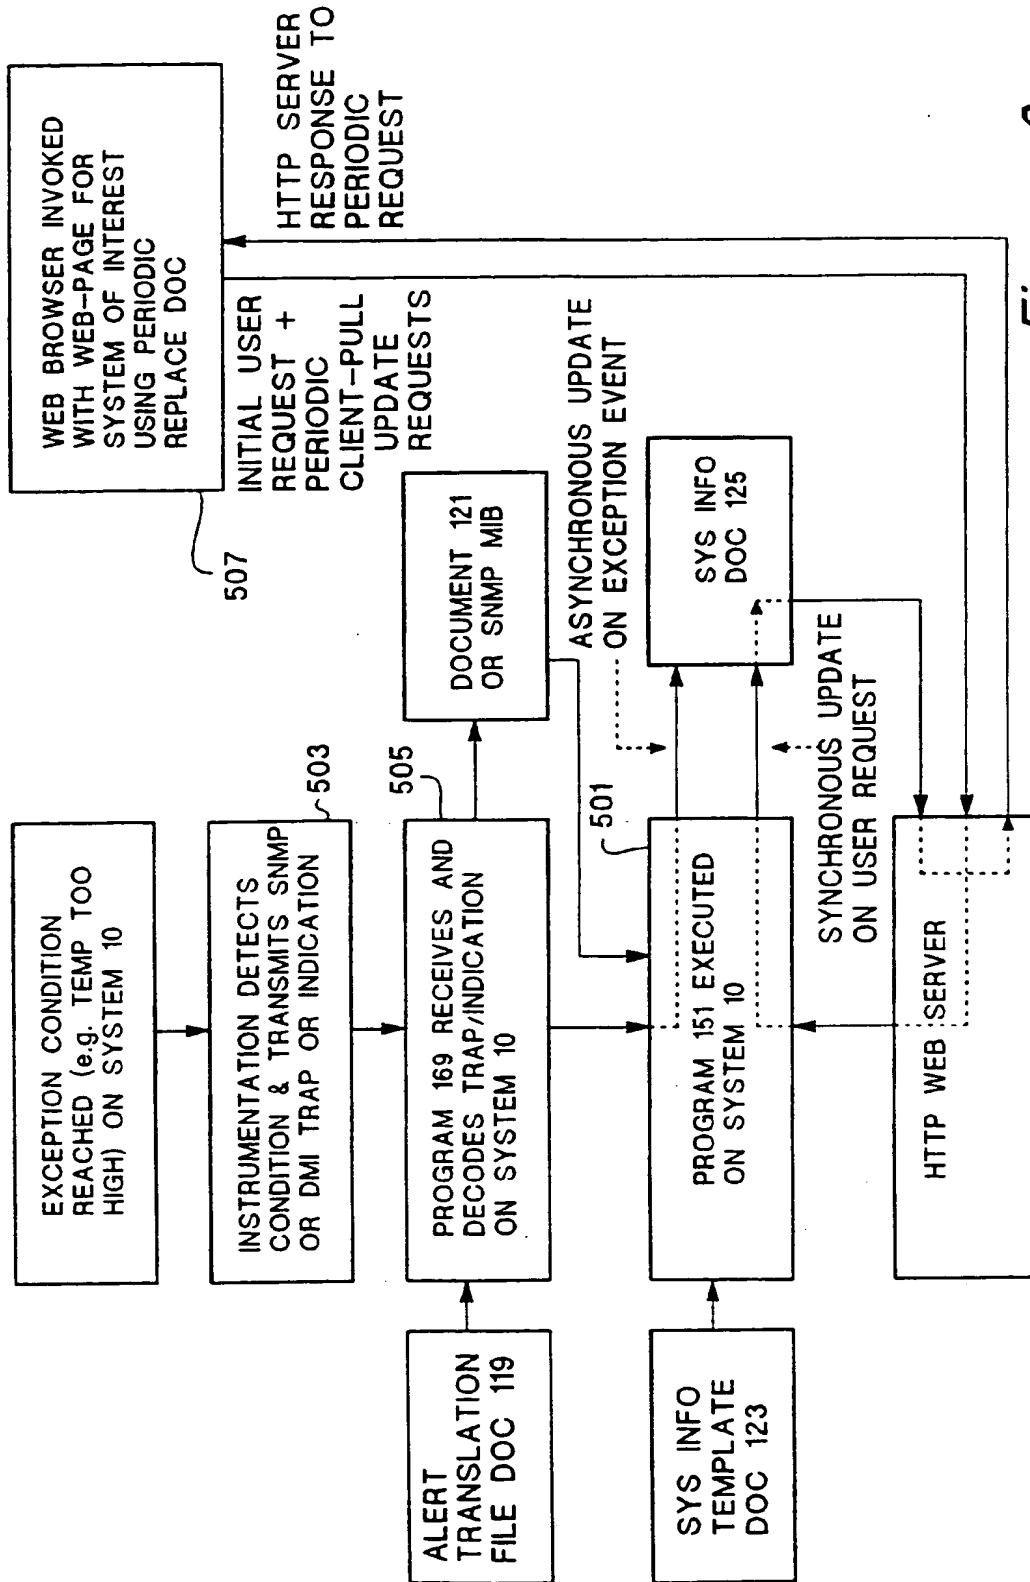 EXCEPTION CONDITION
REACHED (e.g. TEMP TOO
HIGH) ON SYSTEM 10
503
INSTRUMENTATION DETECTS
CONDITION & TRANSMITS SNMP
OR DMI TRAP OR INDICATION
ALERT
TRANSLATION
FILE DOC 119
505
PROGRAM 169 RECEIVES AND
DECODES TRAP/INDICATION
ON SYSTEM 10
DOCUMENT 121
OR SNMP MIB
SYS INFO
TEMPLATE
DOC 123
501
PROGRAM 151 EXECUTED
ON SYSTEM 10
ASYNCHRONOUS UPDATE
ON EXCEPTION EVENT
SYS INFO
DOC 125
SYNCHRONOUS UPDATE
ON USER REQUEST
HTTP WEB SERVER
507
WEB BROWSER INVOKED
WITH WEB-PAGE FOR
SYSTEM OF INTEREST
USING PERIODIC
REPLACE DOC
INITIAL USER
REQUEST +
PERIODIC
CLIENT-PULL
UPDATE
REQUESTS
HTTP SERVER
RESPONSE TO
PERIODIC
REQUEST